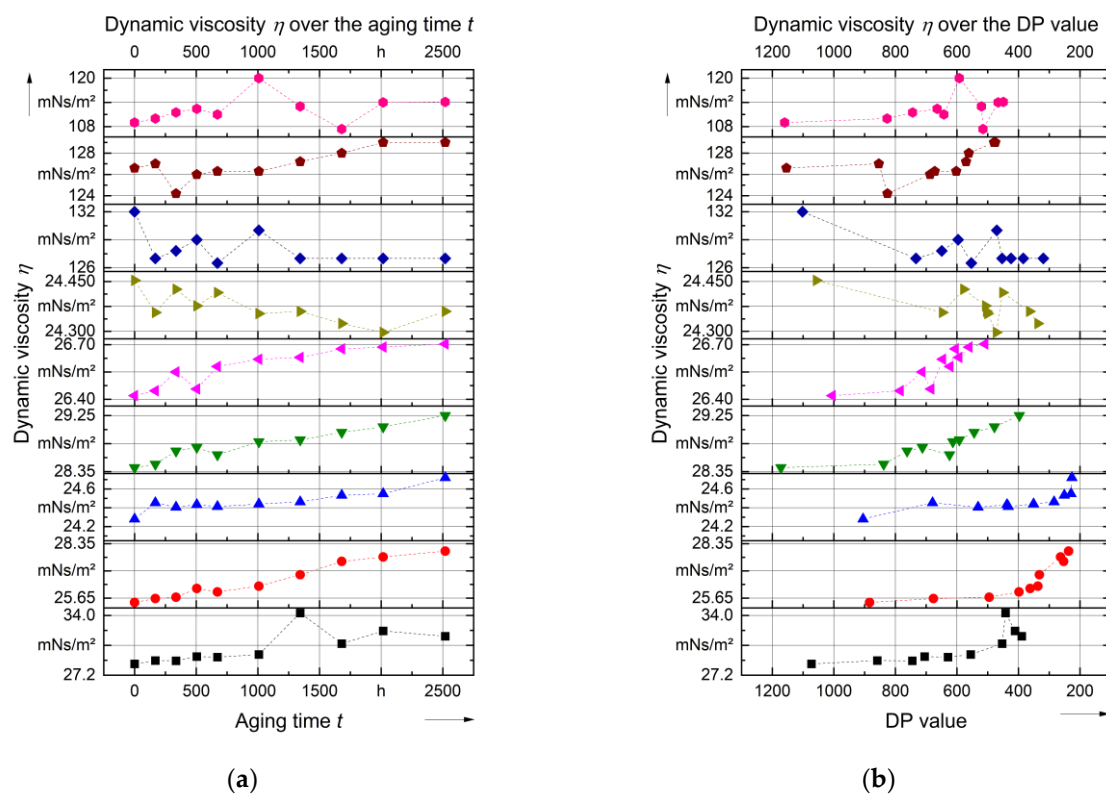 Dynamic viscosity η over the aging time t
0 500 1000 1500 h 2500
120
mNs/m²
108
128
mNs/m²
124
132
mNs/m²
126
24.450
mNs/m²
24.300
26.70
mNs/m²
26.40
29.25
mNs/m²
28.35
24.6
mNs/m²
24.2
28.35
mNs/m²
25.65
34.0
mNs/m²
27.2
Dynamic viscosity η
0 500 1000 1500 h 2500
Aging time t
(a)
Dynamic viscosity η over the DP value
1200 1000 800 600 400 200
120
mNs/m²
108
128
mNs/m²
124
132
mNs/m²
126
24.450
mNs/m²
24.300
26.70
mNs/m²
26.40
29.25
mNs/m²
28.35
24.6
mNs/m²
24.2
28.35
mNs/m²
25.65
34.0
mNs/m²
27.2
Dynamic viscosity η
1200 1000 800 600 400 200
DP value
(b)